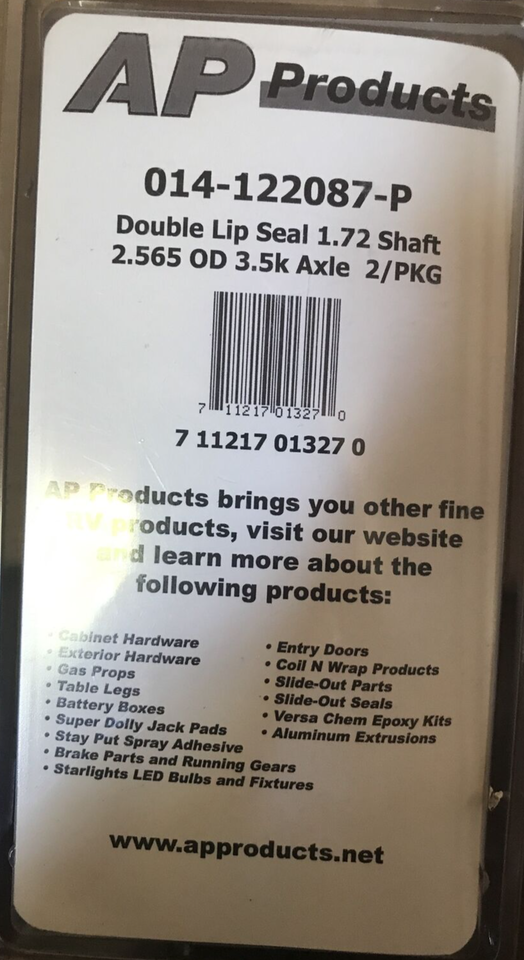 AP Products
014-122087-P
Double Lip Seal 1.72 Shaft
2.565 OD 3.5k Axle 2/PKG
7 11217 01327 0
7 11217 01327 0
AP Products brings you other fine
RV products, visit our website
and learn more about the
following products:
• Cabinet Hardware
• Exterior Hardware
• Gas Props
• Table Legs
• Battery Boxes
• Super Dolly Jack Pads
• Stay Put Spray Adhesive
• Brake Parts and Running Gears
• Starlights LED Bulbs and Fixtures
• Entry Doors
• Coil N Wrap Products
• Slide-Out Parts
• Slide-Out Seals
• Versa Chem Epoxy Kits
• Aluminum Extrusions
www.approducts.net